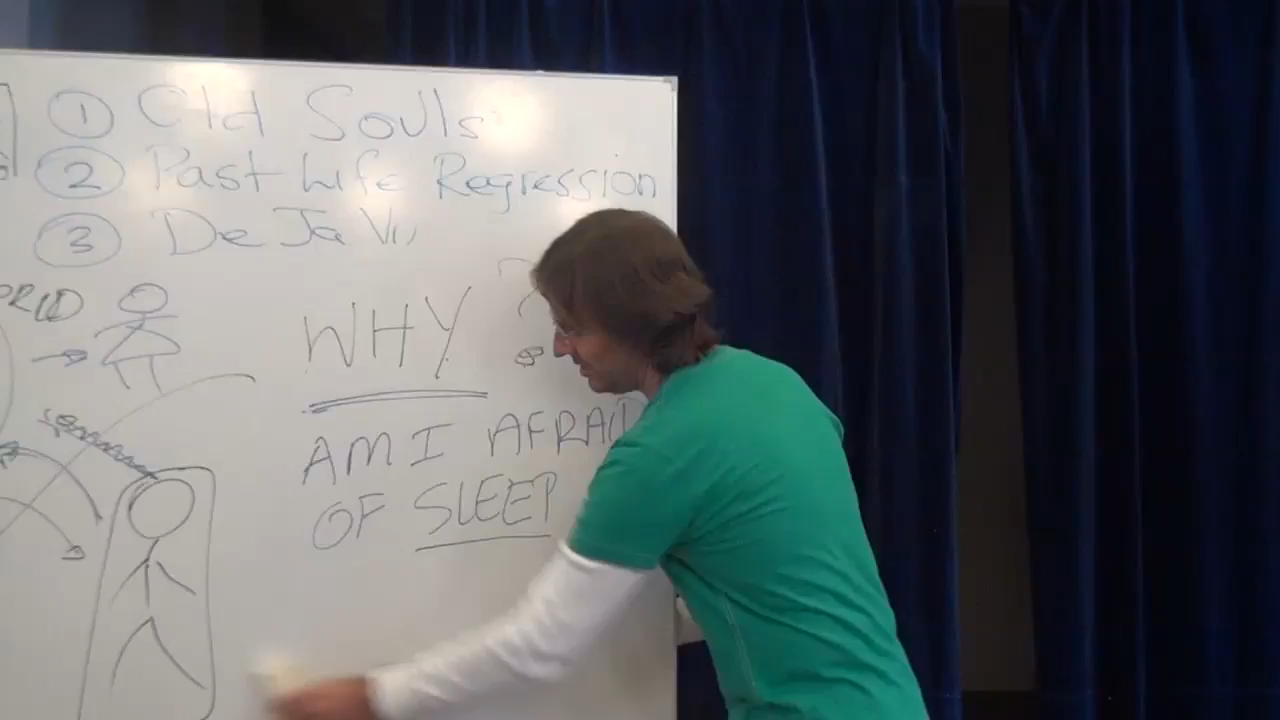 ① Old Souls
② Past Life Regression
③ De Ja Vu
WHY ?
AM I AFRAID
OF SLEEP